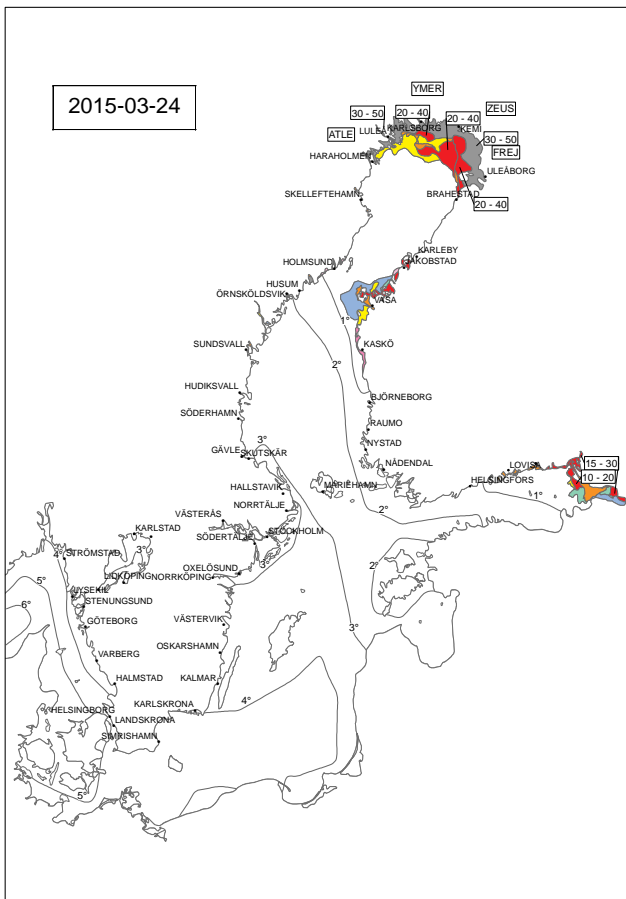 2015-03-24
YMER
30 - 50
20 - 40
ZEUS
20 - 40
KARLSBORG
KEMI
LULEÅ
ATLE
30 - 50
FREJ
HARAHOLMEN
ULEÅBORG
SKELLEFTEHAMN
BRAHESTAD
20 - 40
KARLEBY
JAKOBSTAD
HOLMSUND
HUSUM
ÖRNSKÖLDSVIK
VASA
1°
SUNDSVALL
KASKÖ
2°
HUDIKSVALL
BJÖRNEBORG
SÖDERHAMN
RAUMO
3°
NYSTAD
GÄVLE
SKUTSKÄR
NÅDENDAL
LOVISA
15 - 30
HELSINGFORS
10 - 20
HALLSTAVIK
MARIEHAMN
1°
NORRTÄLJE
2°
VÄSTERÅS
KARLSTAD
STOCKHOLM
SÖDERTÄLJE
3°
4°
STRÖMSTAD
3°
2°
OXELÖSUND
LIDKÖPING
NORRKÖPING
5°
LYSEKIL
STENUNGSUND
6°
GÖTEBORG
VÄSTERVIK
3°
OSKARSHAMN
VARBERG
HALMSTAD
KALMAR
KARLSKRONA
4°
HELSINGBORG
LANDSKRONA
SIMRISHAMN
5°